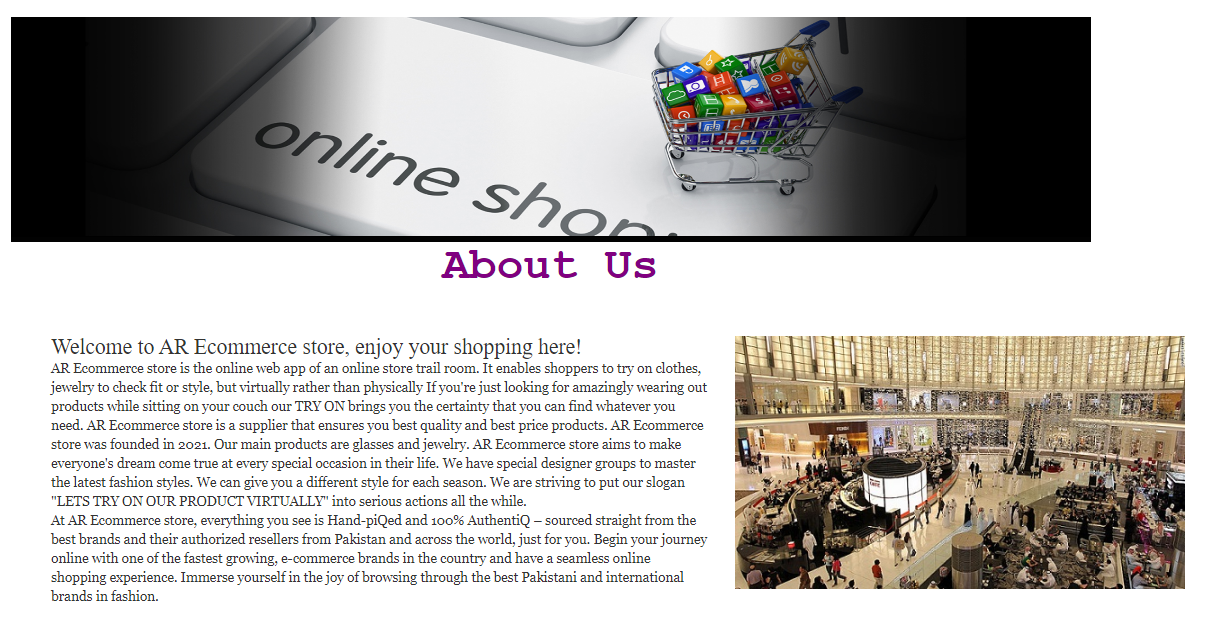 online shop
About Us
Welcome to AR Ecommerce store, enjoy your shopping here!
AR Ecommerce store is the online web app of an online store trail room. It enables shoppers to try on clothes,
jewelry to check fit or style, but virtually rather than physically If you're just looking for amazingly wearing out
products while sitting on your couch our TRY ON brings you the certainty that you can find whatever you
need. AR Ecommerce store is a supplier that ensures you best quality and best price products. AR Ecommerce
store was founded in 2021. Our main products are glasses and jewelry. AR Ecommerce store aims to make
everyone's dream come true at every special occasion in their life. We have special designer groups to master
the latest fashion styles. We can give you a different style for each season. We are striving to put our slogan
"LETS TRY ON OUR PRODUCT VIRTUALLY" into serious actions all the while.
At AR Ecommerce store, everything you see is Hand-piQed and 100% AuthentiQ – sourced straight from the
best brands and their authorized resellers from Pakistan and across the world, just for you. Begin your journey
online with one of the fastest growing, e-commerce brands in the country and have a seamless online
shopping experience. Immerse yourself in the joy of browsing through the best Pakistani and international
brands in fashion.